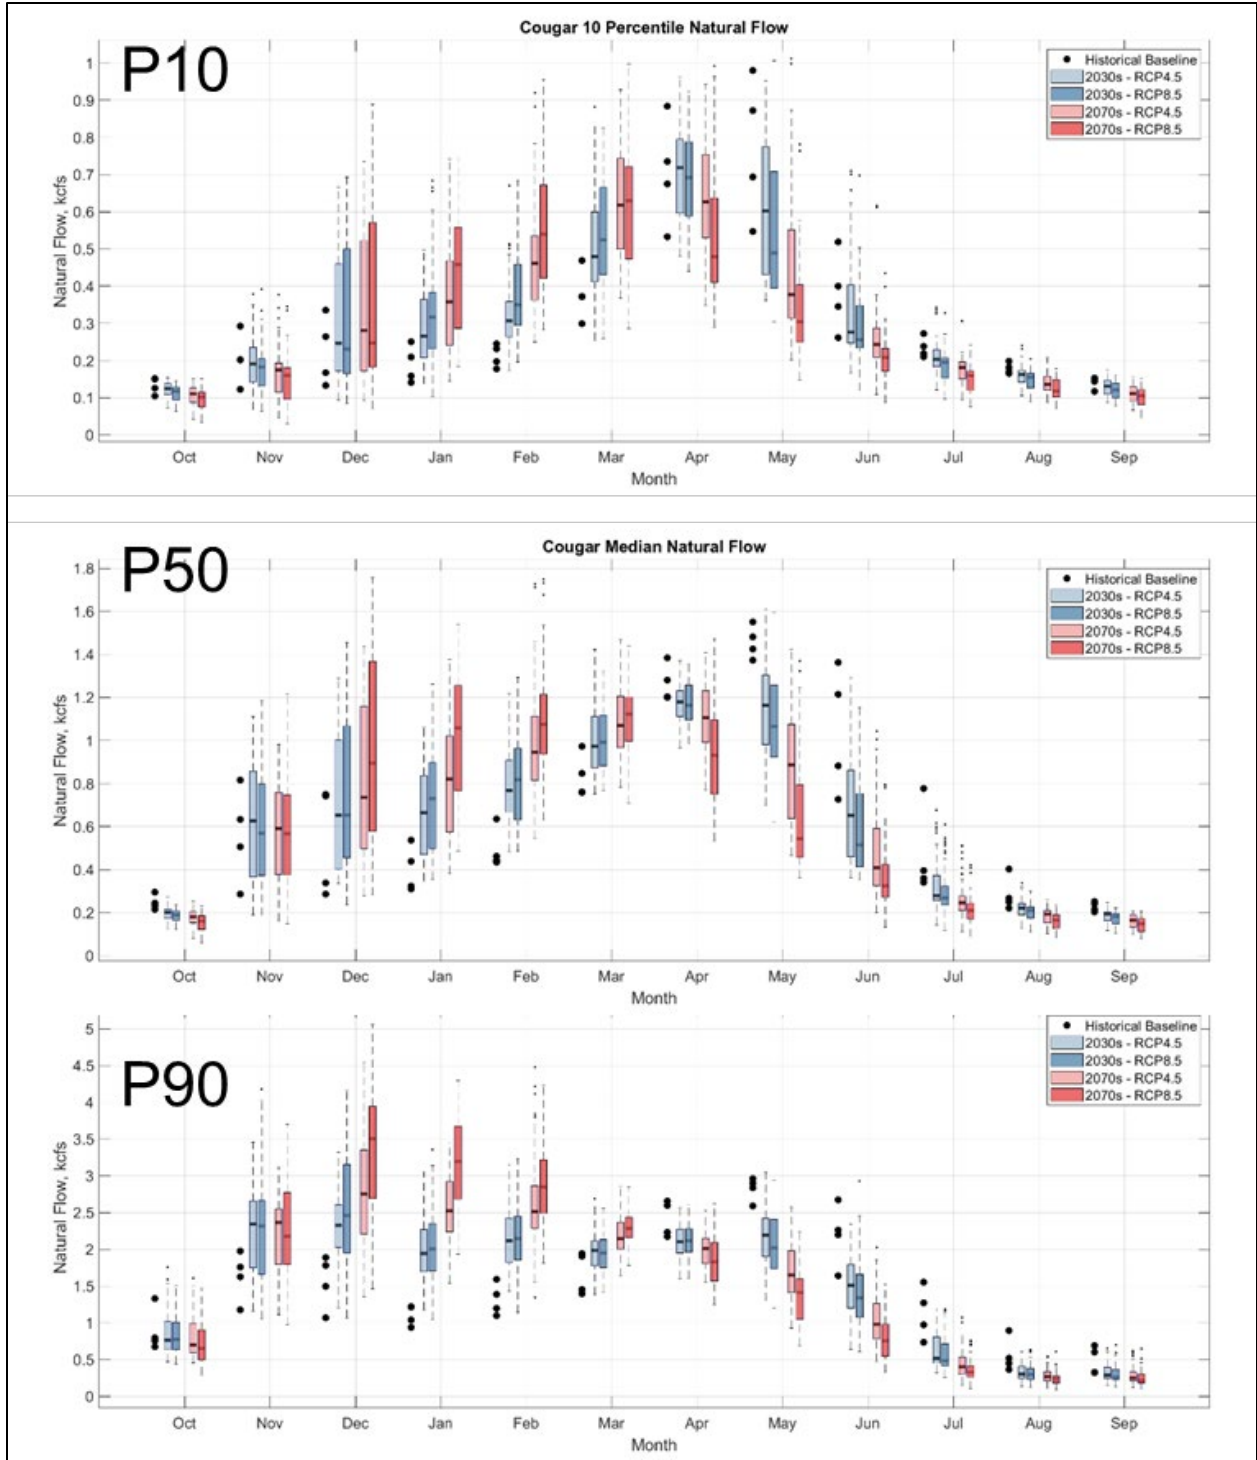 Cougar 10 Percentile Natural Flow
P10
Historical Baseline
2030s - RCP4.5
2030s - RCP8.5
2070s - RCP4.5
2070s - RCP8.5
1
0.9
0.8
0.7
0.6
0.5
0.4
0.3
0.2
0.1
0
Natural Flow, kcfs
Oct Nov Dec Jan Feb Mar Apr May Jun Jul Aug Sep
Month
Cougar Median Natural Flow
P50
Historical Baseline
2030s - RCP4.5
2030s - RCP8.5
2070s - RCP4.5
2070s - RCP8.5
1.8
1.6
1.4
1.2
1
0.8
0.6
0.4
0.2
0
Natural Flow, kcfs
Oct Nov Dec Jan Feb Mar Apr May Jun Jul Aug Sep
Month
P90
Historical Baseline
2030s - RCP4.5
2030s - RCP8.5
2070s - RCP4.5
2070s - RCP8.5
5
4.5
4
3.5
3
2.5
2
1.5
1
0.5
0
Natural Flow, kcfs
Oct Nov Dec Jan Feb Mar Apr May Jun Jul Aug Sep
Month